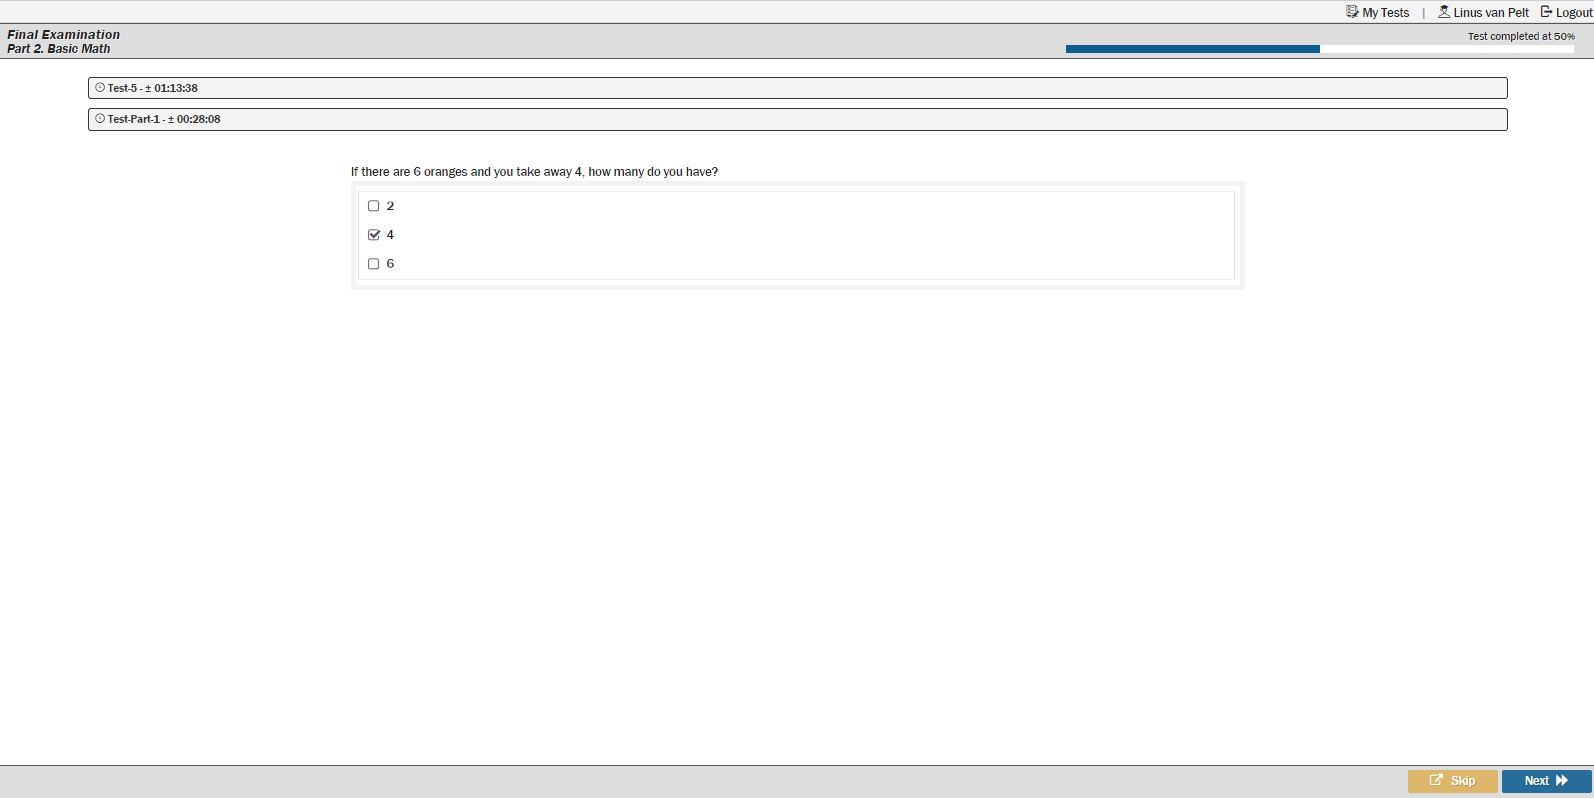 My Tests | Linus van Pelt Logout
Final Examination
Part 2. Basic Math
Test completed at 50%
Test-5 - ± 01:13:38
Test-Part-1 - ± 00:28:08
If there are 6 oranges and you take away 4, how many do you have?
2
4
6
Skip Next